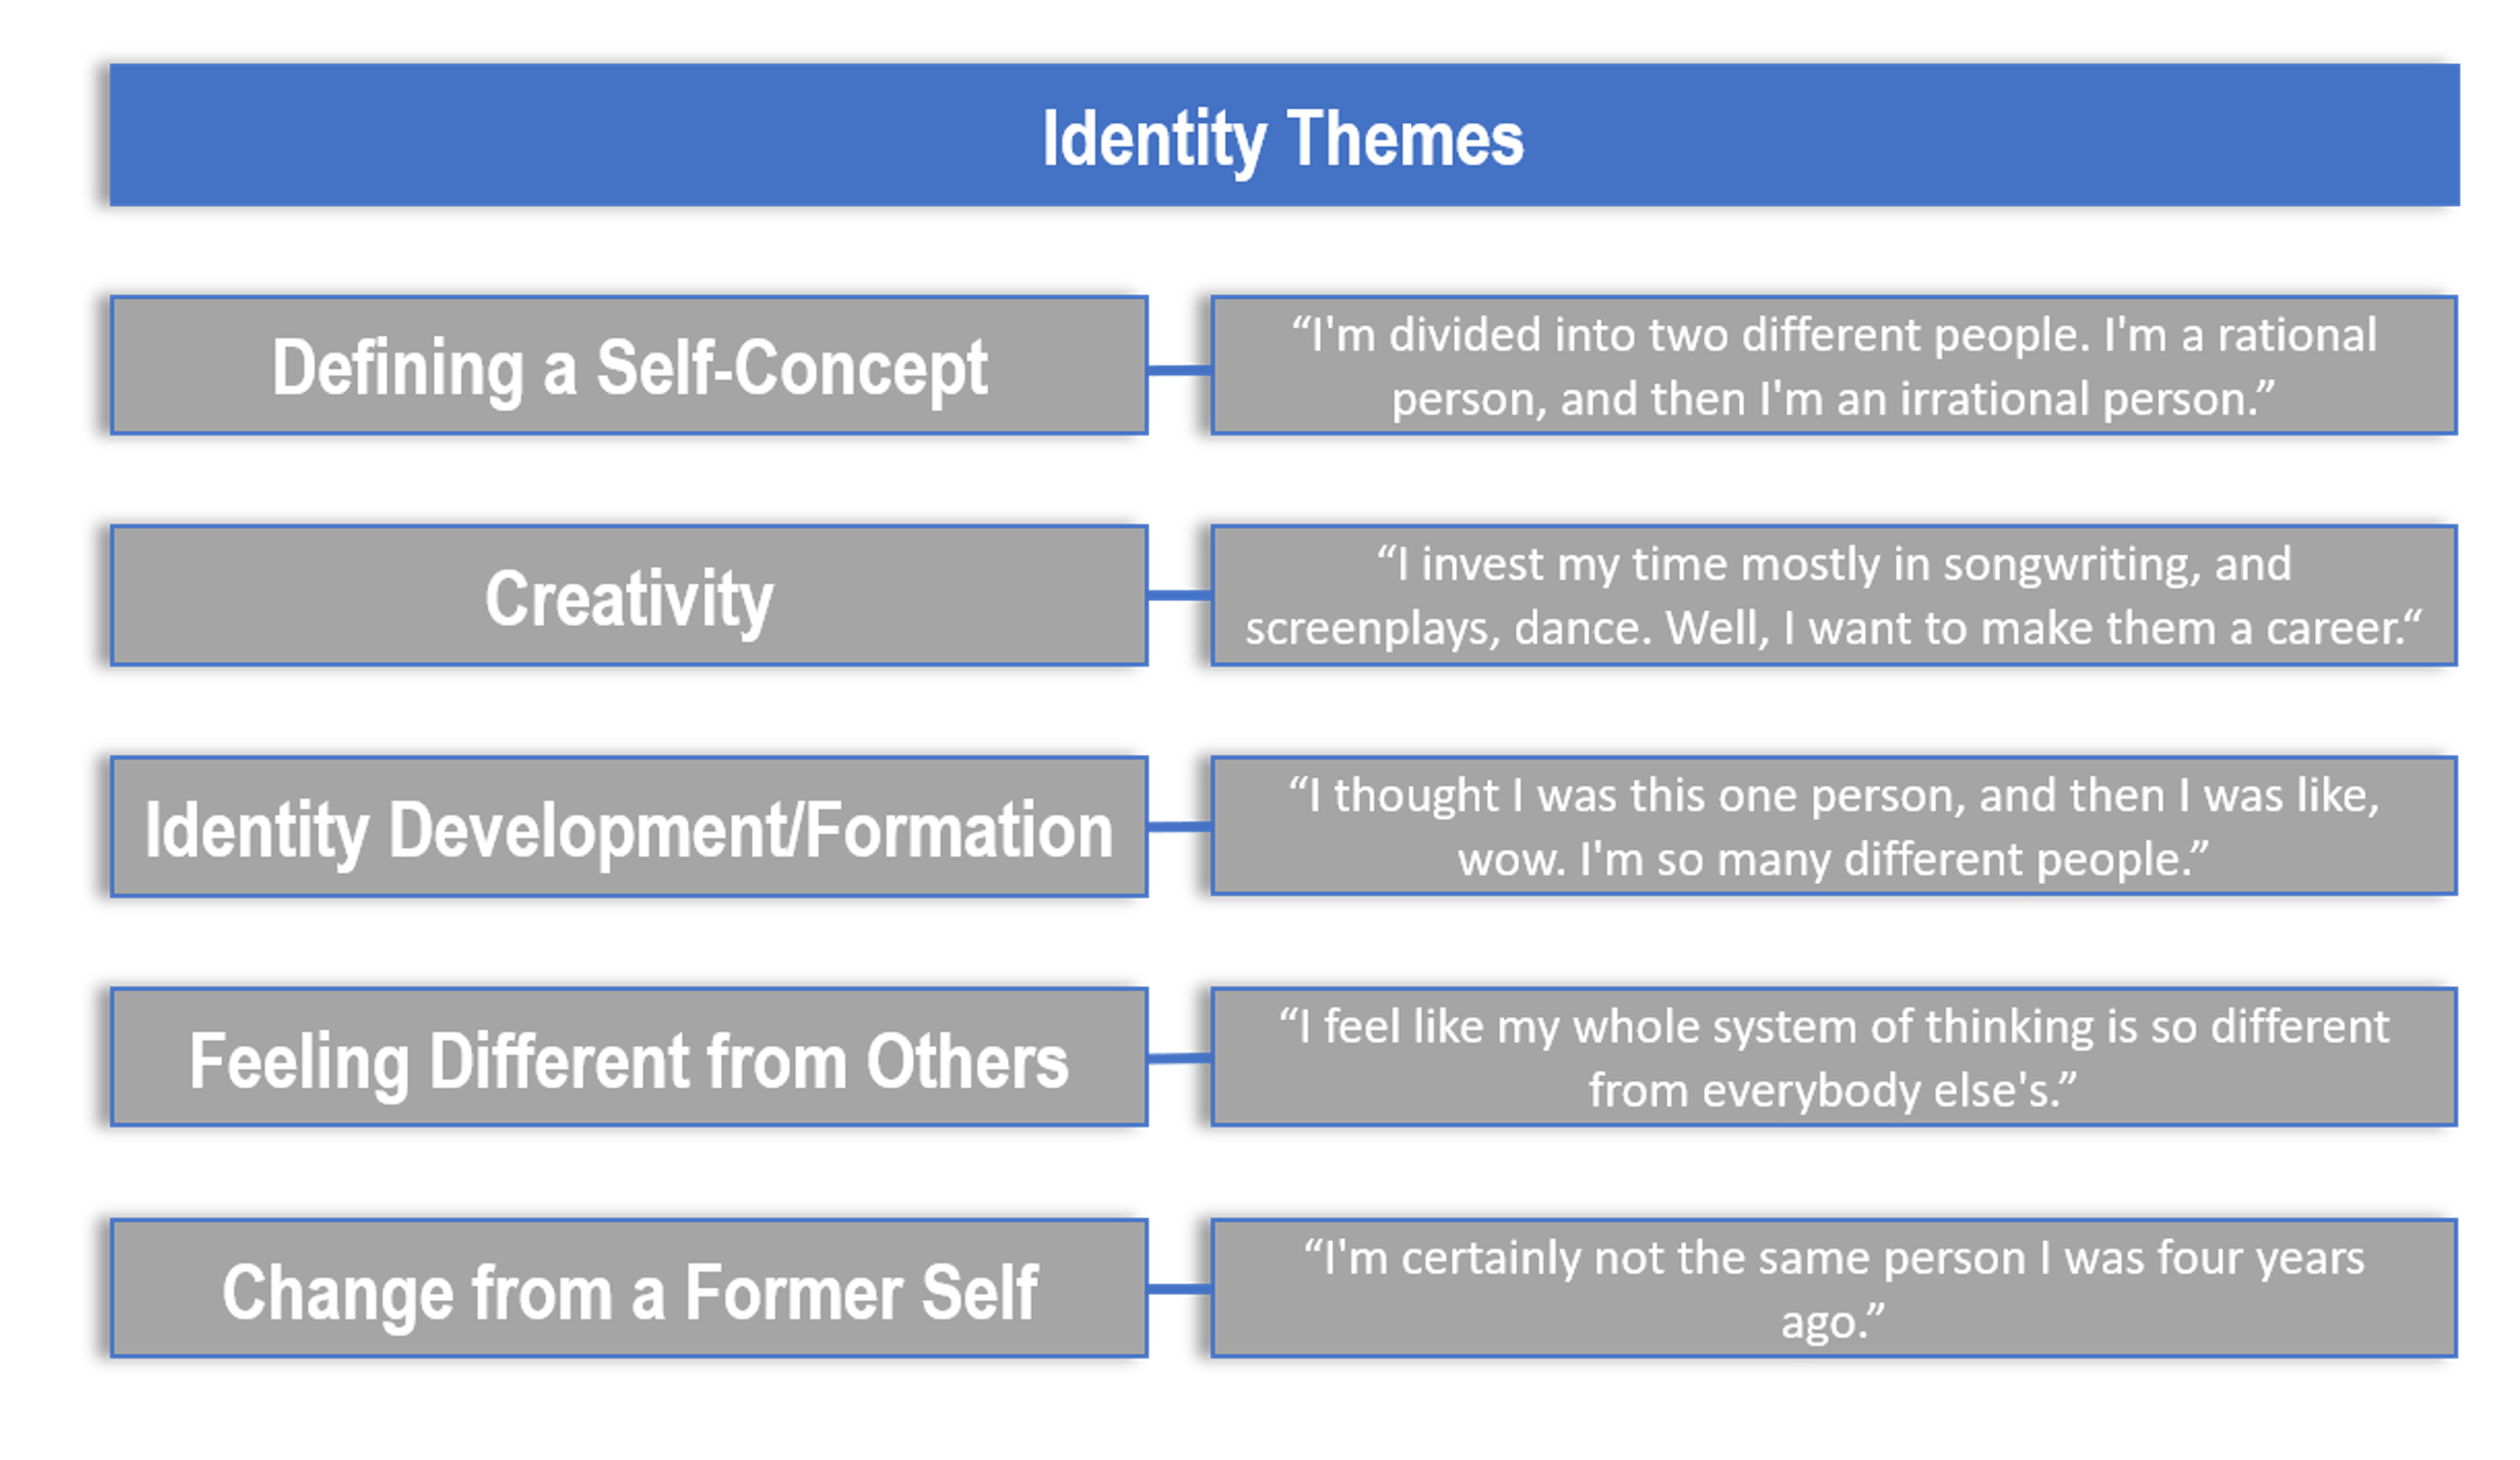 Identity Themes
Defining a Self-Concept
“I'm divided into two different people. I'm a rational
person, and then I'm an irrational person.”
Creativity
“I invest my time mostly in songwriting, and
screenplays, dance. Well, I want to make them a career.“
Identity Development/Formation
“I thought I was this one person, and then I was like,
wow. I'm so many different people.”
Feeling Different from Others
“I feel like my whole system of thinking is so different
from everybody else's.”
Change from a Former Self
“I'm certainly not the same person I was four years
ago.”